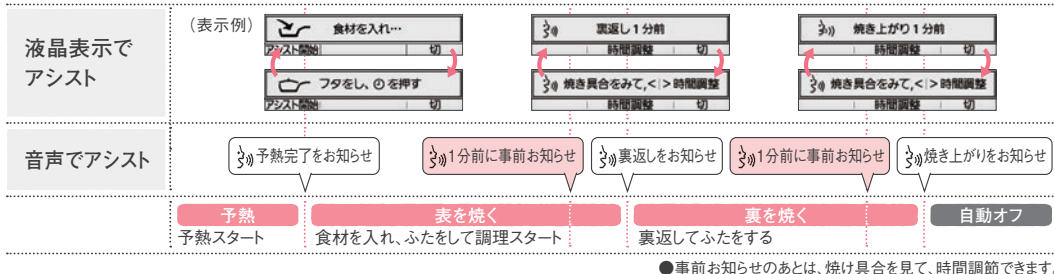 液晶表示で
アシスト
(表示例)
食材を入れ…
アシスト開始 切
フタをし、を押す
アシスト開始 切
裏返し1分前
時間調整 切
焼き具合をみて,<|>時間調整
時間調整 切
焼き上がり1分前
時間調整 切
焼き具合をみて,<|>時間調整
時間調整 切
音声でアシスト
予熱完了をお知らせ
1分前に事前お知らせ
裏返しをお知らせ
1分前に事前お知らせ
焼き上がりをお知らせ
予熱
表を焼く
裏を焼く
自動オフ
予熱スタート
食材を入れ、ふたをして調理スタート
裏返してふたをする
●事前お知らせのあとは、焼け具合を見て、時間調節できます。